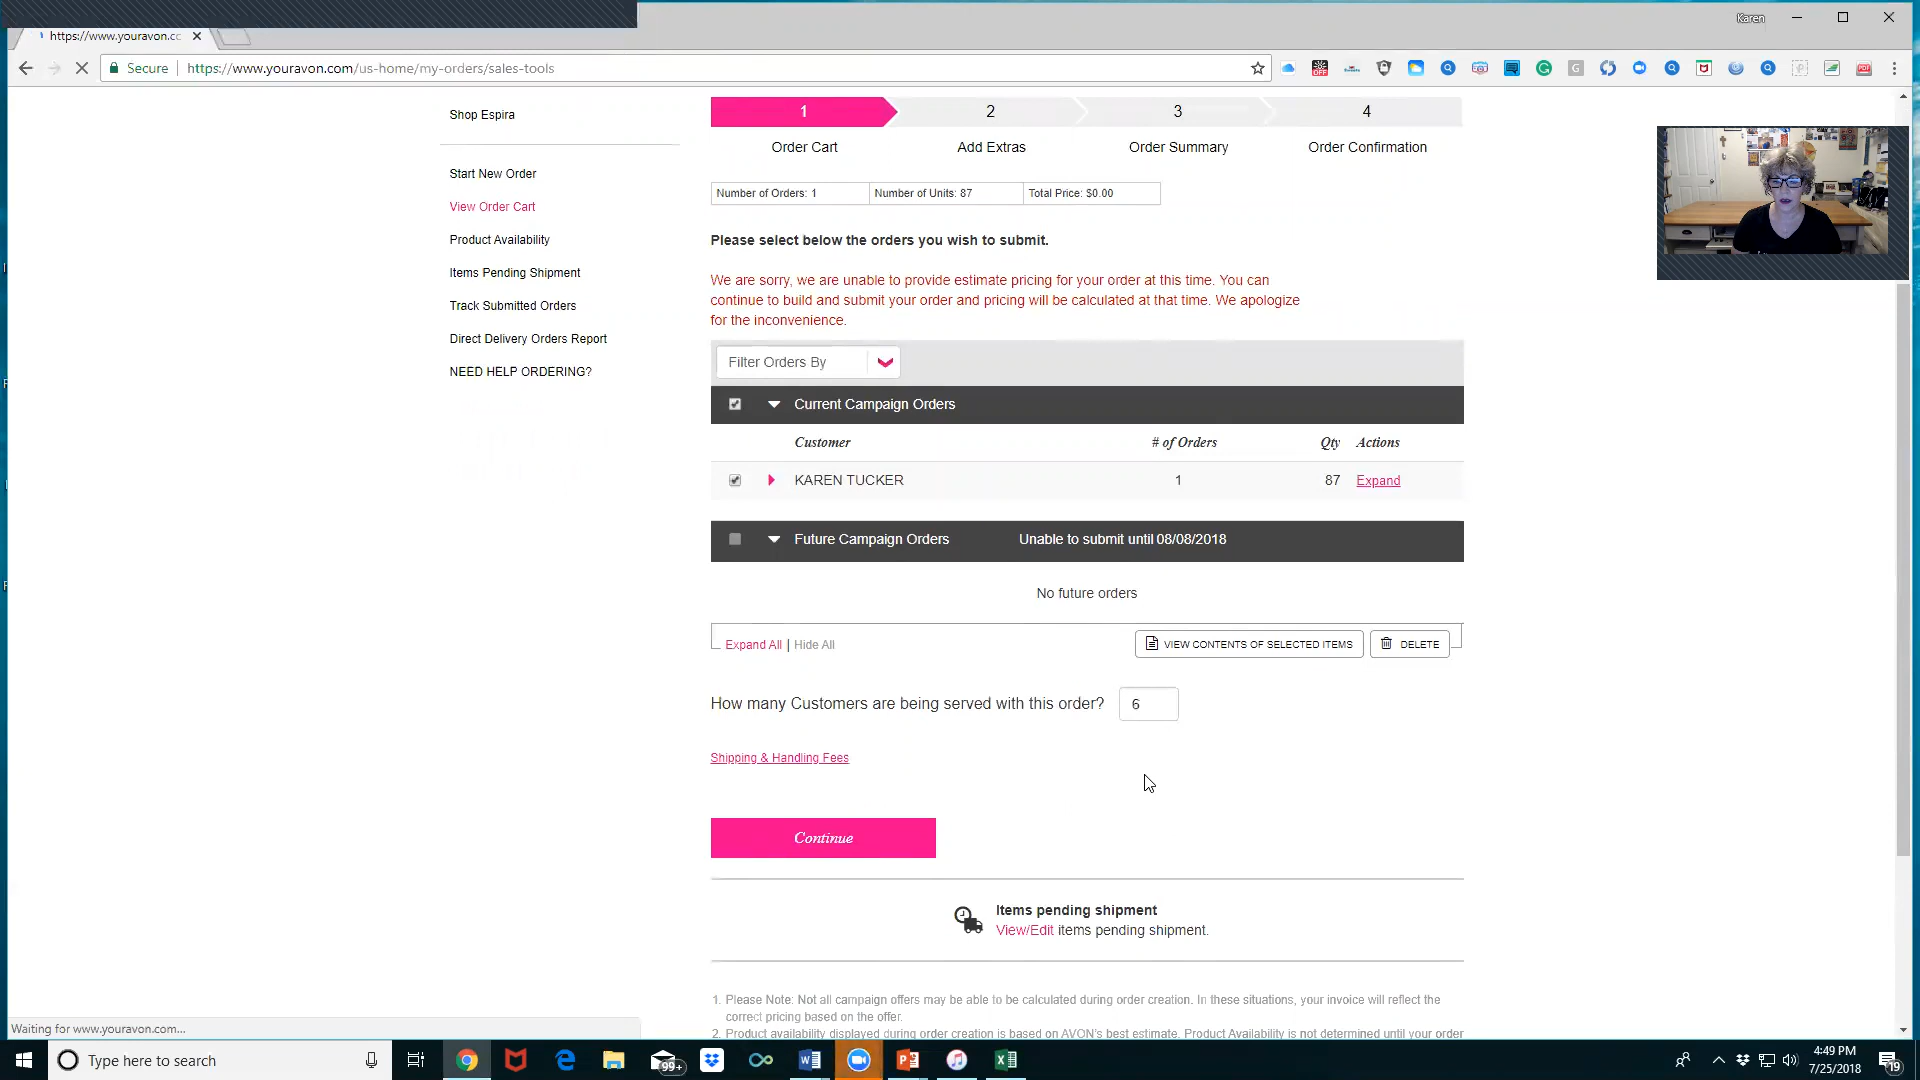 Karen
https://www.youravon.cc
Secure
https://www.youravon.com/us-home/my-orders/sales-tools
Shop Espira
Start New Order
View Order Cart
Product Availability
Items Pending Shipment
Track Submitted Orders
Direct Delivery Orders Report
NEED HELP ORDERING?
1 2 3 4
Order Cart Add Extras Order Summary Order Confirmation
Number of Orders: 1 Number of Units: 87 Total Price: $0.00
Please select below the orders you wish to submit.
We are sorry, we are unable to provide estimate pricing for your order at this time. You can
continue to build and submit your order and pricing will be calculated at that time. We apologize
for the inconvenience.
Filter Orders By
Current Campaign Orders
Customer # of Orders Qty Actions
KAREN TUCKER 1 87 Expand
Future Campaign Orders Unable to submit until 08/08/2018
No future orders
Expand All | Hide All VIEW CONTENTS OF SELECTED ITEMS DELETE
How many Customers are being served with this order? 6
Shipping & Handling Fees
Continue
Items pending shipment
View/Edit items pending shipment.
1. Please Note: Not all campaign offers may be able to be calculated during order creation. In these situations, your invoice will reflect the
correct pricing based on the offer.
2. Product availability displayed during order creation is based on AVON's best estimate. Product Availability is not determined until your order
Waiting for www.youravon.com...
Type here to search
99+
4:49 PM
7/25/2018
19